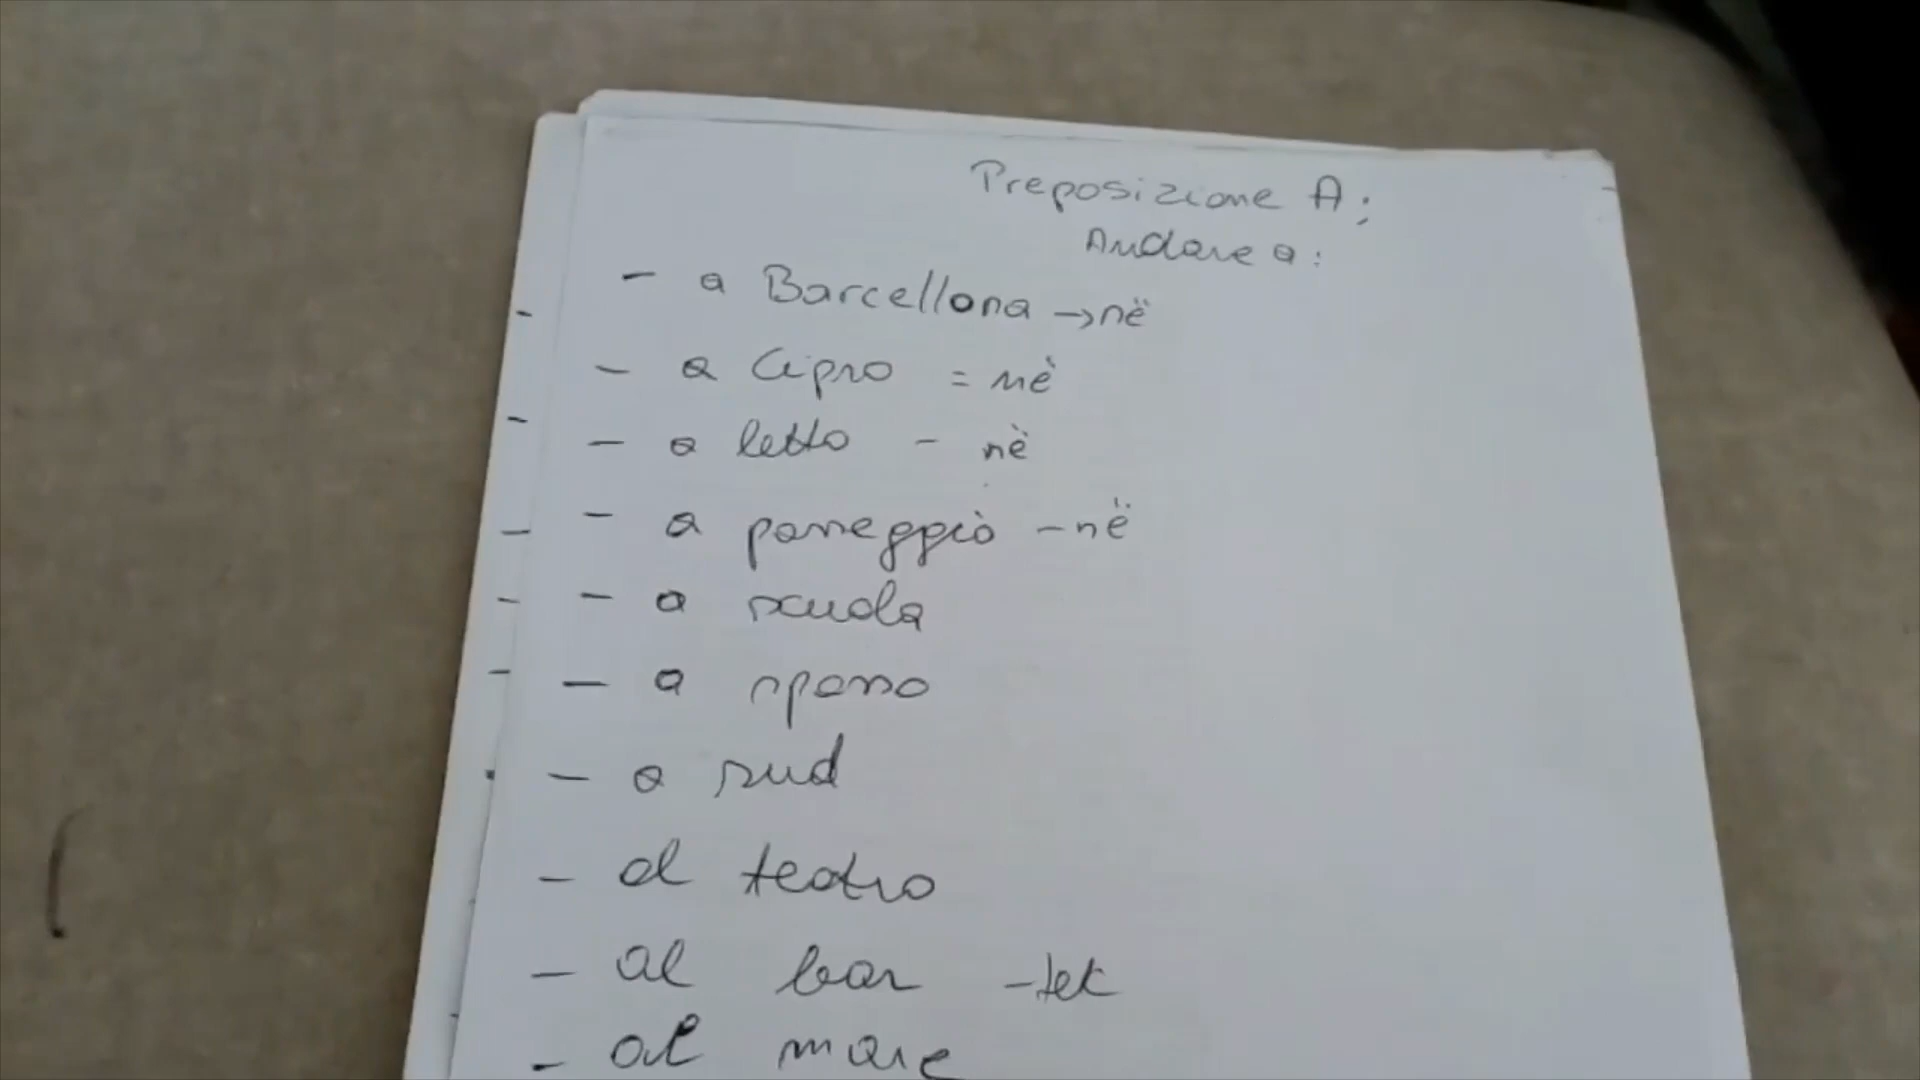 Preposizione A;
Andare a:
- a Barcellona → në
- a Cipro = në
- a letto - në
- a passeggio - në
- a scuola
- a spasso
- a sud
- al teatro
- al bar - tek
- al mare